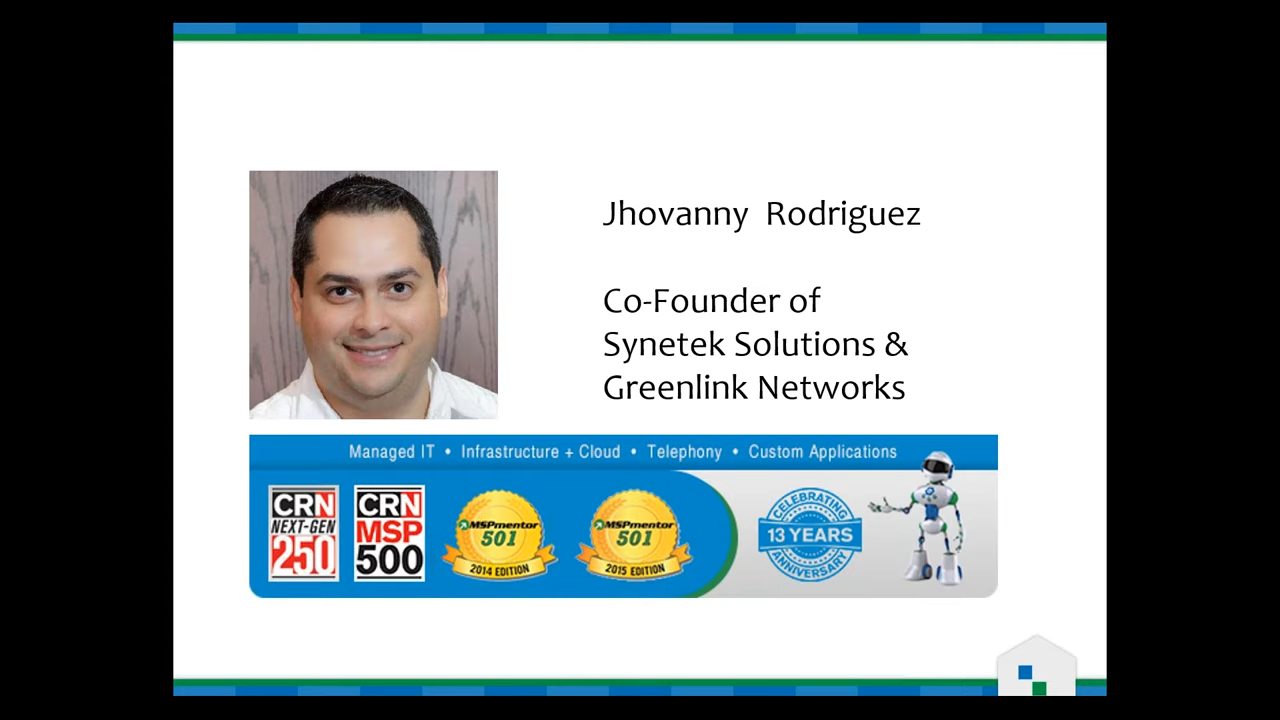 Jhovanny Rodriguez
Co-Founder of
Synetek Solutions &
Greenlink Networks
Managed IT • Infrastructure + Cloud • Telephony • Custom Applications
CRN
NEXT-GEN
250
CRN
MSP
500
MSPmentor
501
2014 EDITION
MSPmentor
501
2015 EDITION
CELEBRATING
13 YEARS
ANNIVERSARY